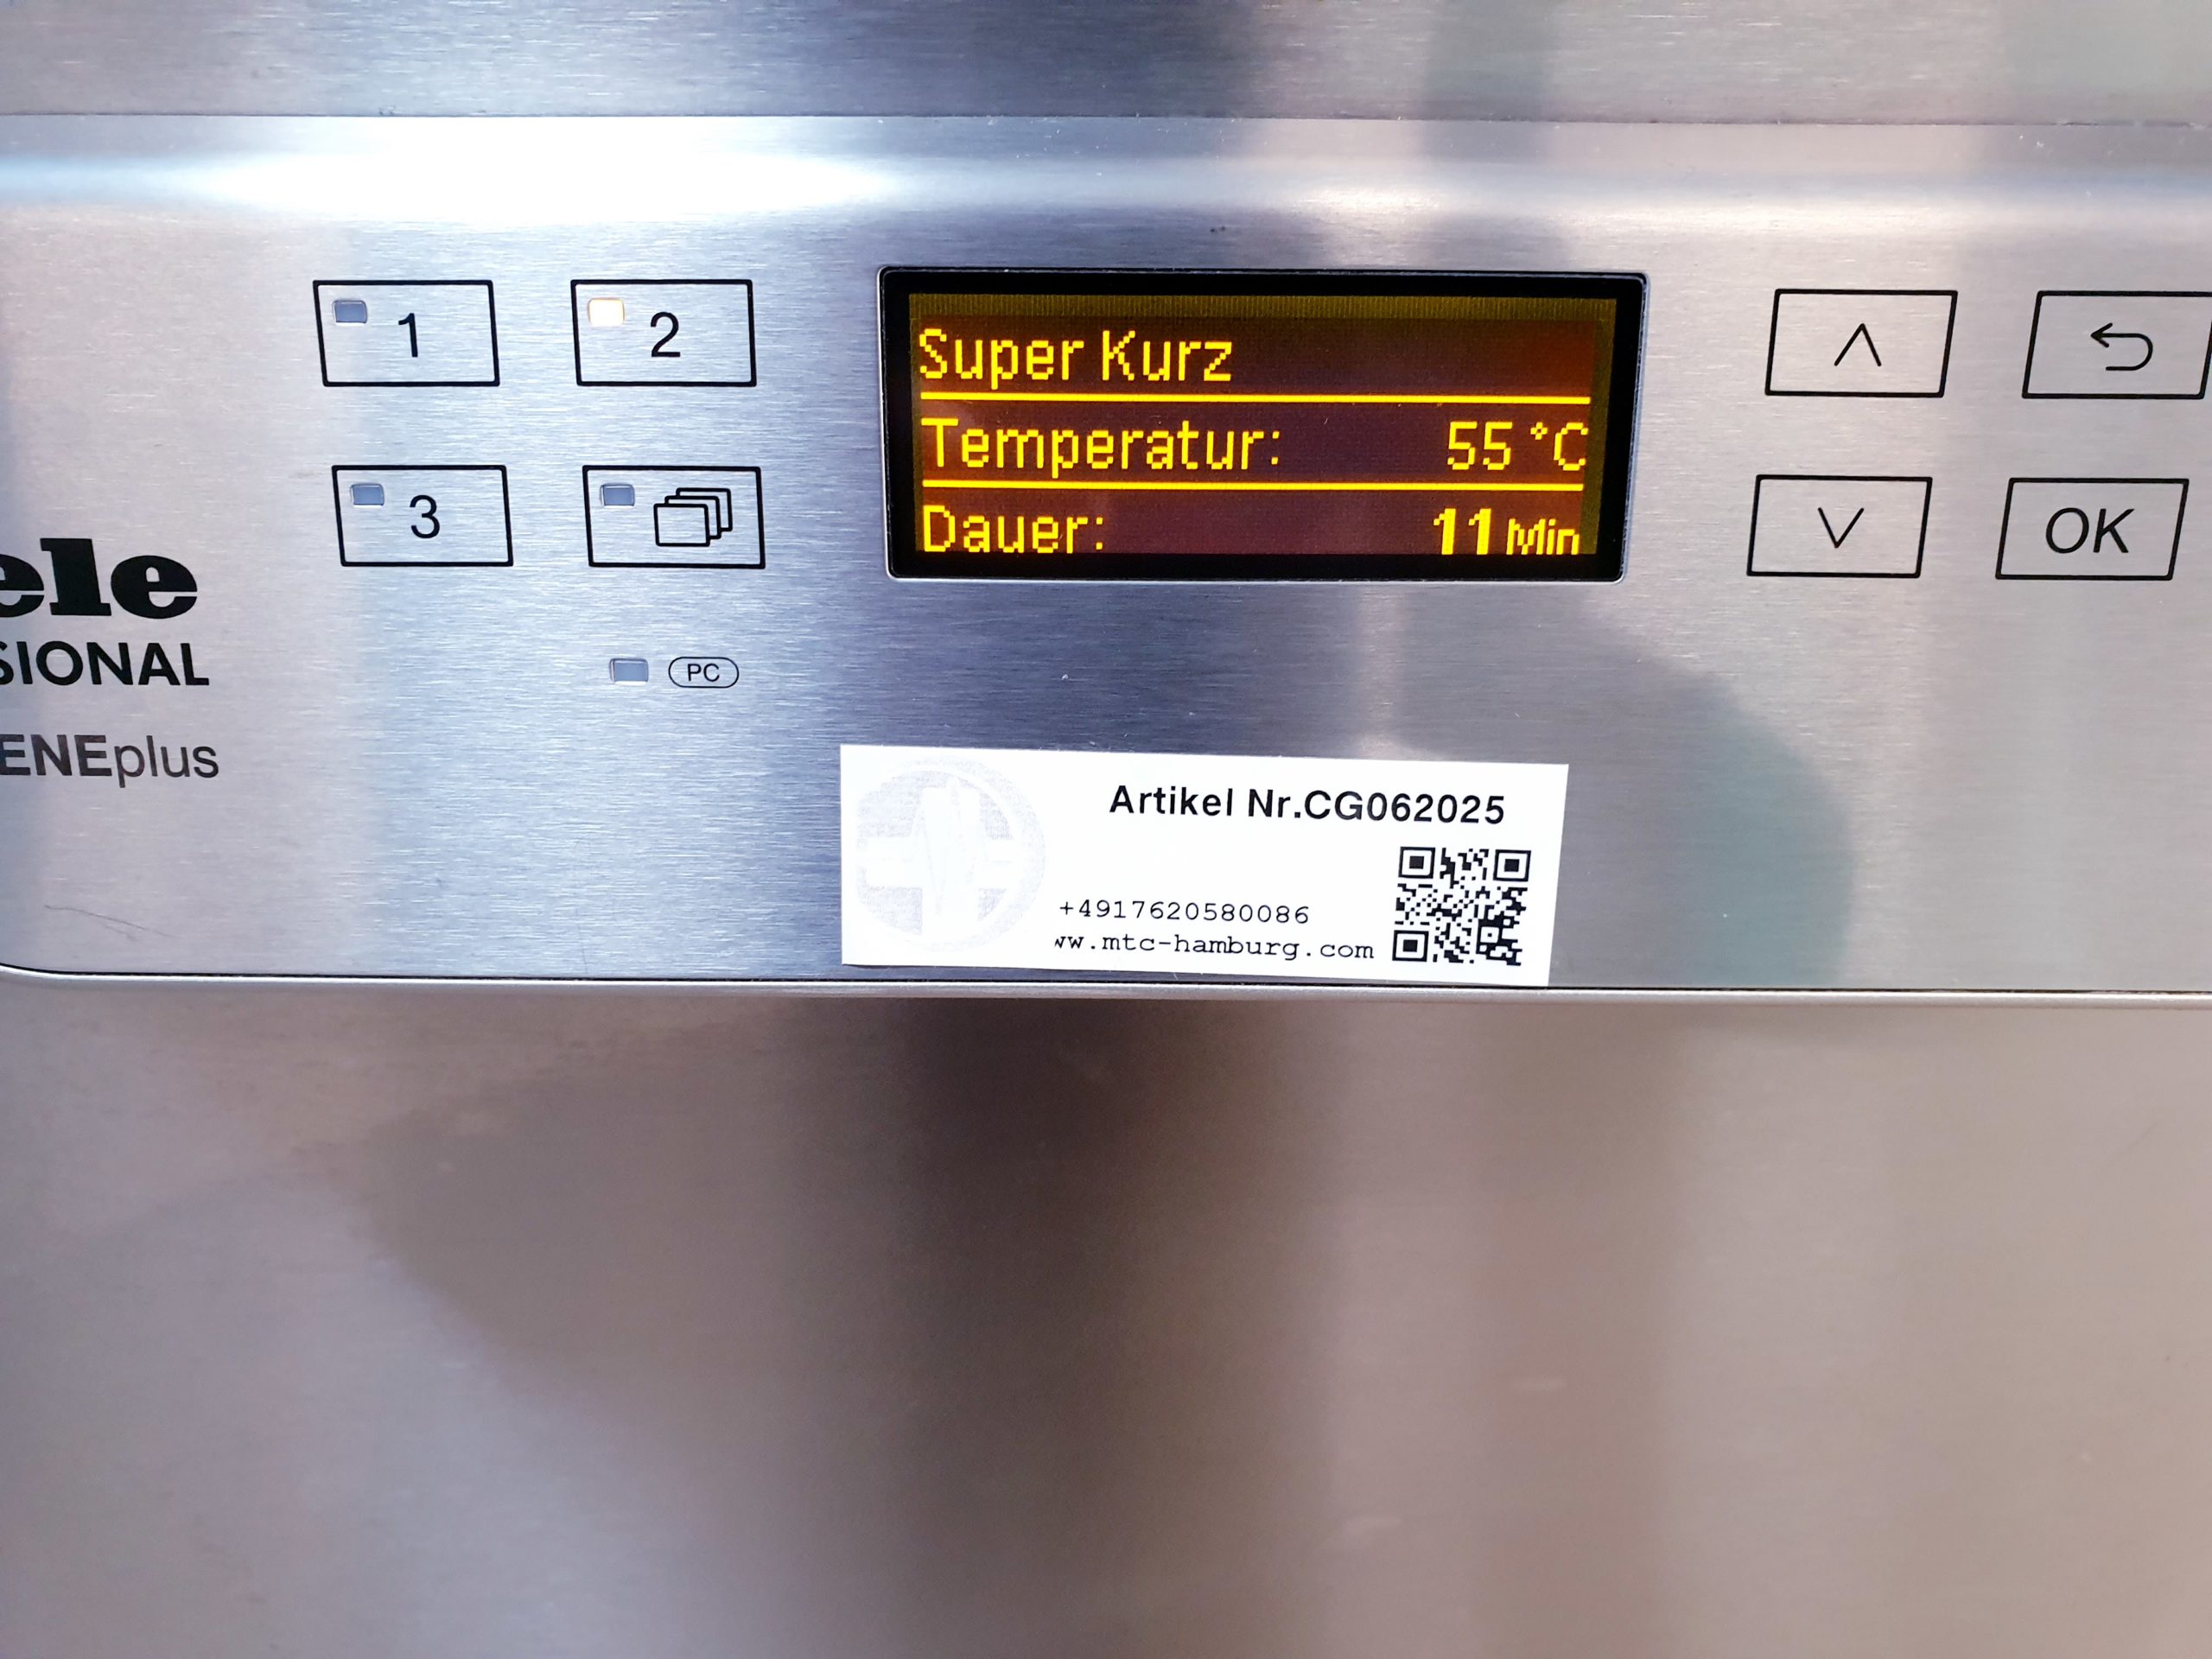 1
2
3
PC
ele
SIONAL
ENEplus
Super Kurz
Temperatur: 55 °C
Dauer: 11 Min
OK
Artikel Nr.CG062025
+4917620580086
ww.mtc-hamburg.com